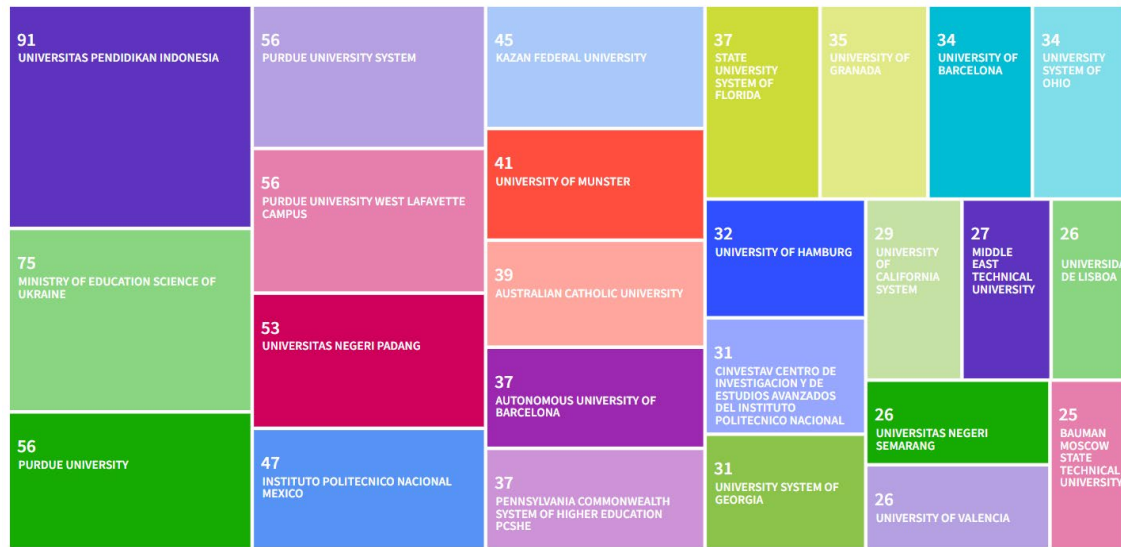 91
UNIVERSITAS PENDIDIKAN INDONESIA
75
MINISTRY OF EDUCATION SCIENCE OF
UKRAINE
56
PURDUE UNIVERSITY
56
PURDUE UNIVERSITY SYSTEM
56
PURDUE UNIVERSITY WEST LAFAYETTE
CAMPUS
53
UNIVERSITAS NEGERI PADANG
47
INSTITUTO POLITECNICO NACIONAL
MEXICO
45
KAZAN FEDERAL UNIVERSITY
41
UNIVERSITY OF MUNSTER
39
AUSTRALIAN CATHOLIC UNIVERSITY
37
AUTONOMOUS UNIVERSITY OF
BARCELONA
37
PENNSYLVANIA COMMONWEALTH
SYSTEM OF HIGHER EDUCATION
PCSHE
37
STATE
UNIVERSITY
SYSTEM OF
FLORIDA
35
UNIVERSITY OF
GRANADA
34
UNIVERSITY OF
BARCELONA
34
UNIVERSITY
SYSTEM OF
OHIO
32
UNIVERSITY OF HAMBURG
31
CINVESTAV CENTRO DE
INVESTIGACION Y DE
ESTUDIOS AVANZADOS
DEL INSTITUTO
POLITECNICO NACIONAL
31
UNIVERSITY SYSTEM OF
GEORGIA
29
UNIVERSITY
OF
CALIFORNIA
SYSTEM
27
MIDDLE
EAST
TECHNICAL
UNIVERSITY
26
UNIVERSIDA
DE LISBOA
26
UNIVERSITAS NEGERI
SEMARANG
26
UNIVERSITY OF VALENCIA
25
BAUMAN
MOSCOW
STATE
TECHNICAL
UNIVERSITY